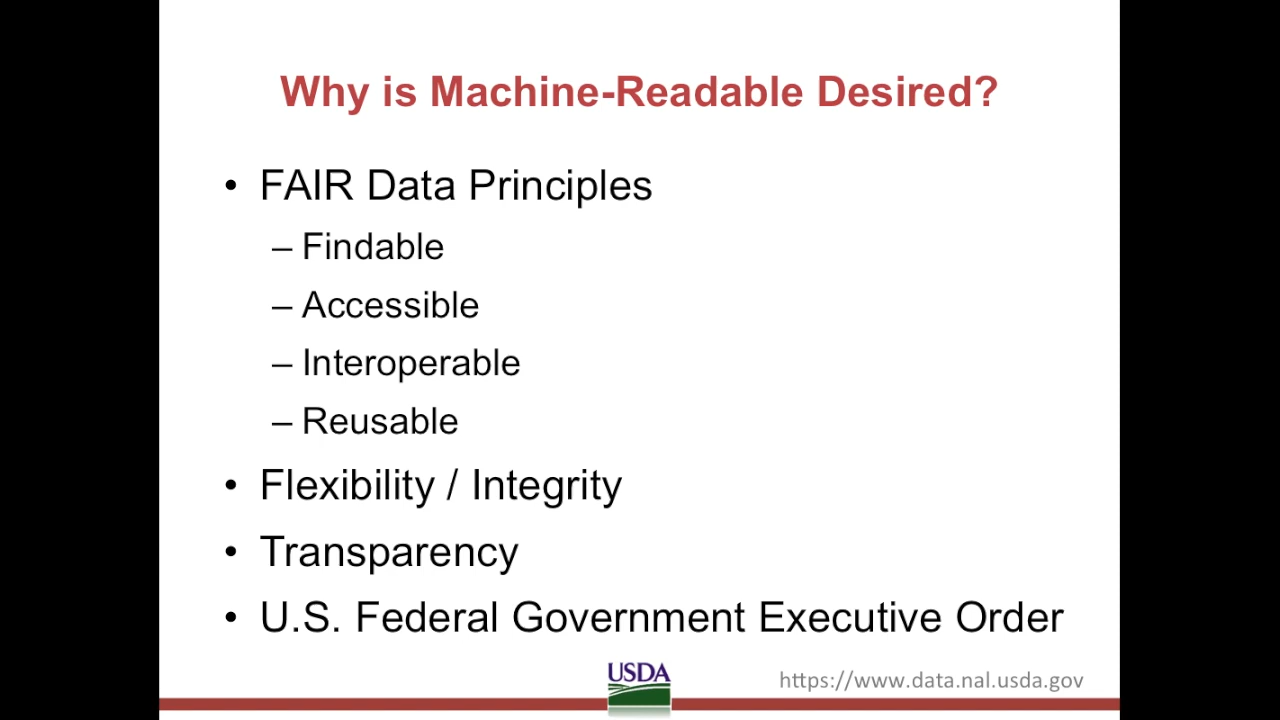 Why is Machine-Readable Desired?
• FAIR Data Principles
– Findable
– Accessible
– Interoperable
– Reusable
• Flexibility / Integrity
• Transparency
• U.S. Federal Government Executive Order
USDA
https://www.data.nal.usda.gov